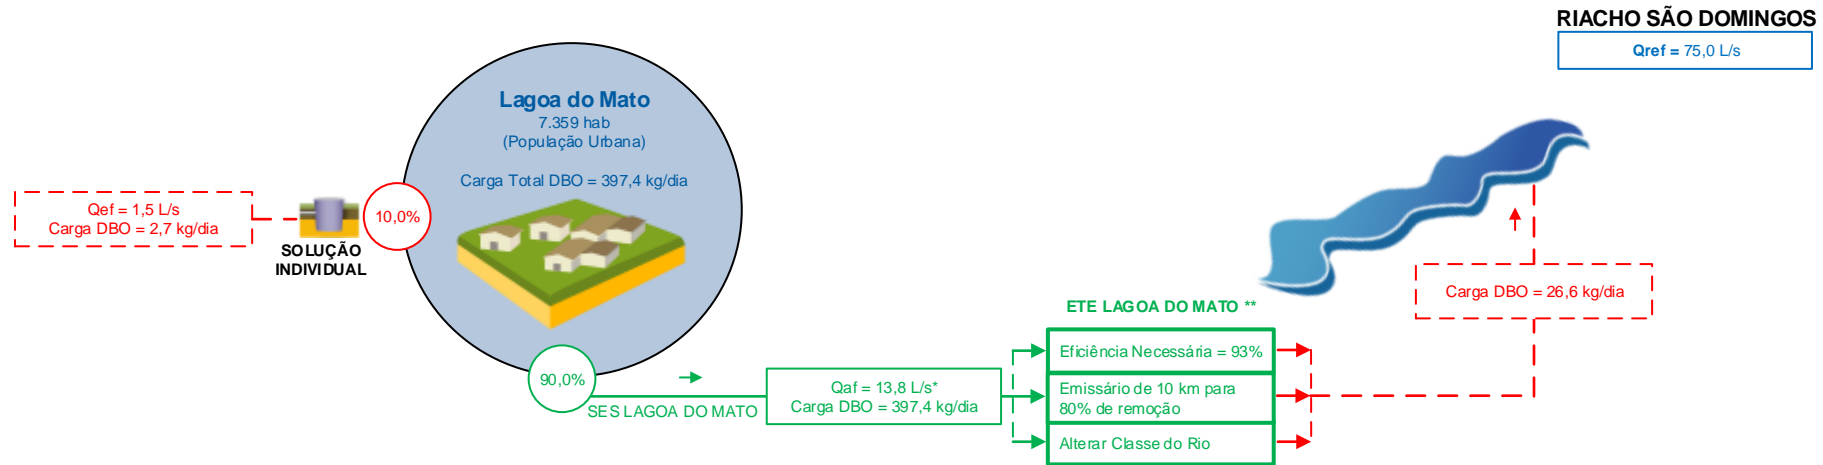 RIACHO SÃO DOMINGOS
Qref = 75,0 L/s
Lagoa do Mato
7.359 hab
(População Urbana)
Carga Total DBO = 397,4 kg/dia
Qef = 1,5 L/s
Carga DBO = 2,7 kg/dia
SOLUÇÃO
INDIVIDUAL
10,0%
Carga DBO = 26,6 kg/dia
ETE LAGOA DO MATO **
Eficiência Necessária = 93%
Emissário de 10 km para
80% de remoção
Alterar Classe do Rio
90,0%
SES LAGOA DO MATO
Qaf = 13,8 L/s*
Carga DBO = 397,4 kg/dia